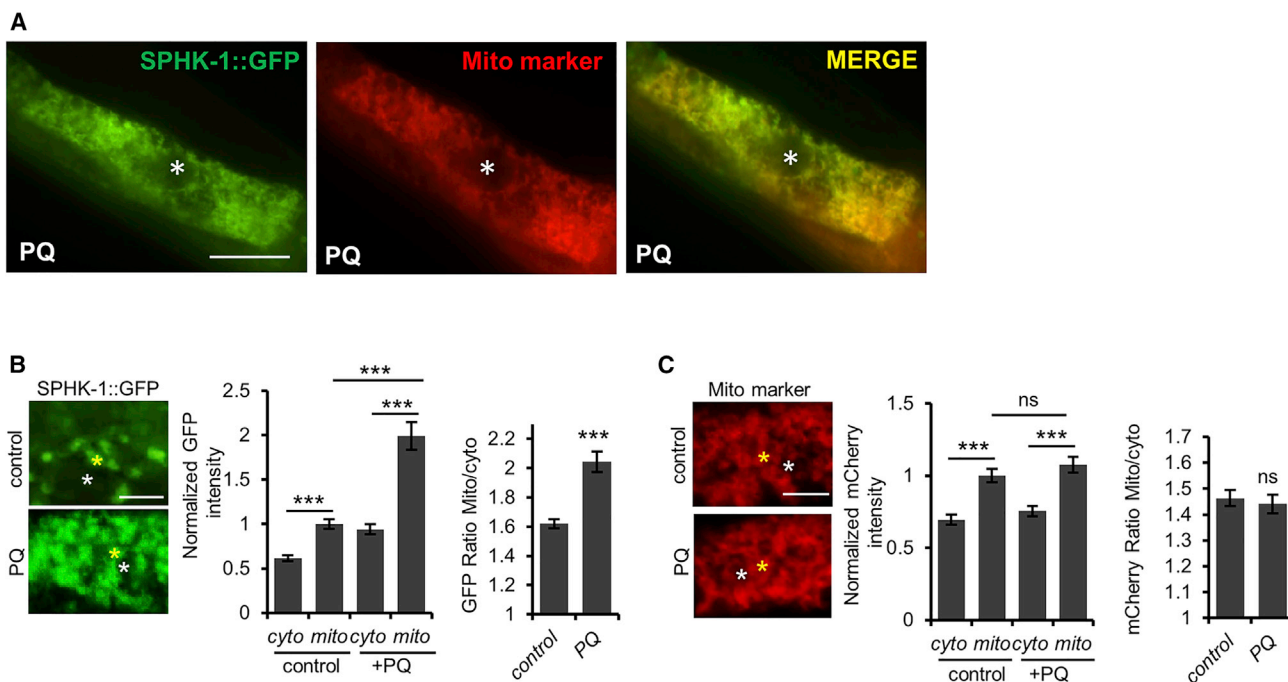 A
SPHK-1::GFP
Mito marker
MERGE
*
*
*
PQ
PQ
PQ
B
SPHK-1::GFP
control
*
*
PQ
*
*
Normalized GFP
intensity
2.5
2
1.5
1
0.5
0
***
***
***
cyto mito cyto mito
control
+PQ
GFP Ratio Mito/cyto
2.2
2
1.8
1.6
1.4
1.2
1
***
control
PQ
C
Mito marker
control
*
*
PQ
*
*
Normalized mCherry
intensity
1.5
1
0.5
0
***
ns
***
cyto mito cyto mito
control
+PQ
mCherry Ratio Mito/cyto
1.7
1.6
1.5
1.4
1.3
1.2
1.1
1
ns
control
PQ